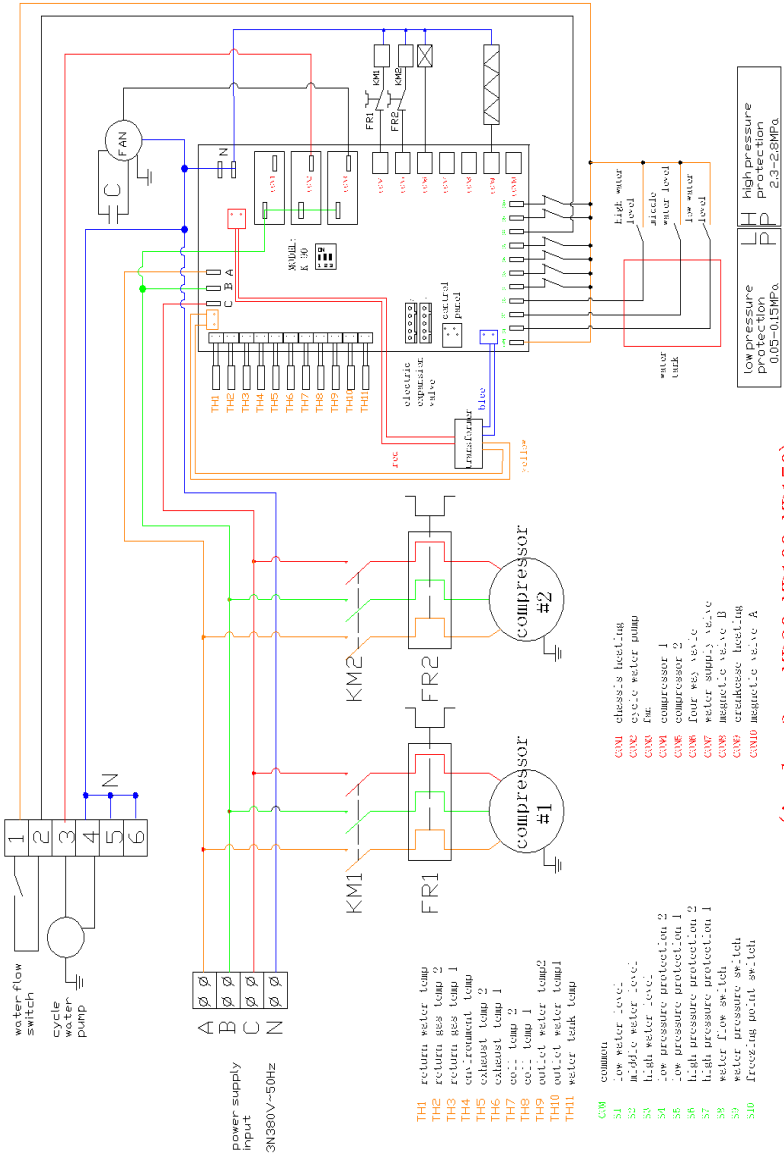 water flow
switch
cycle
water
pump
1
2
3
4
5
6
N
FAN
C
N
A
B
C
MODEL:
K 90
KM1
FR1
KM2
FR2
power supply
input
3N380V~50Hz
A
B
C
N
KM1
FR1
compressor
#1
KM2
FR2
compressor
#2
TH1
TH2
TH3
TH4
TH5
TH6
TH7
TH8
TH9
TH10
TH11
electric
expansion
valve
control
panel
transformer
red
yellow
blue
high water
level
middle
water level
low water
level
water
tank
low pressure
protection
0.05-0.15MPa
LP
HP
high pressure
protection
2.3-2.8MPa
TH1 return water temp
TH2 return gas temp 2
TH3 return gas temp 1
TH4 environment temp
TH5 exhaust temp 2
TH6 exhaust temp 1
TH7 coil temp 2
TH8 coil temp 1
TH9 outlet water temp2
TH10 outlet water temp1
TH11 water tank temp
COM common
S1 low water level
S2 middle water level
S3 high water level
S4 low pressure protection 2
S5 low pressure protection 1
S6 high pressure protection 2
S7 high pressure protection 1
S8 water flow switch
S9 water pressure switch
S10 freezing point switch
CON1 chassis heating
CON2 cycle water pump
CON3 fan
CON4 compressor 1
CON5 compressor 2
CON6 four way valve
CON7 water supply valve
CON8 magnetic valve B
CON9 crankcase heating
CON10 magnetic valve A